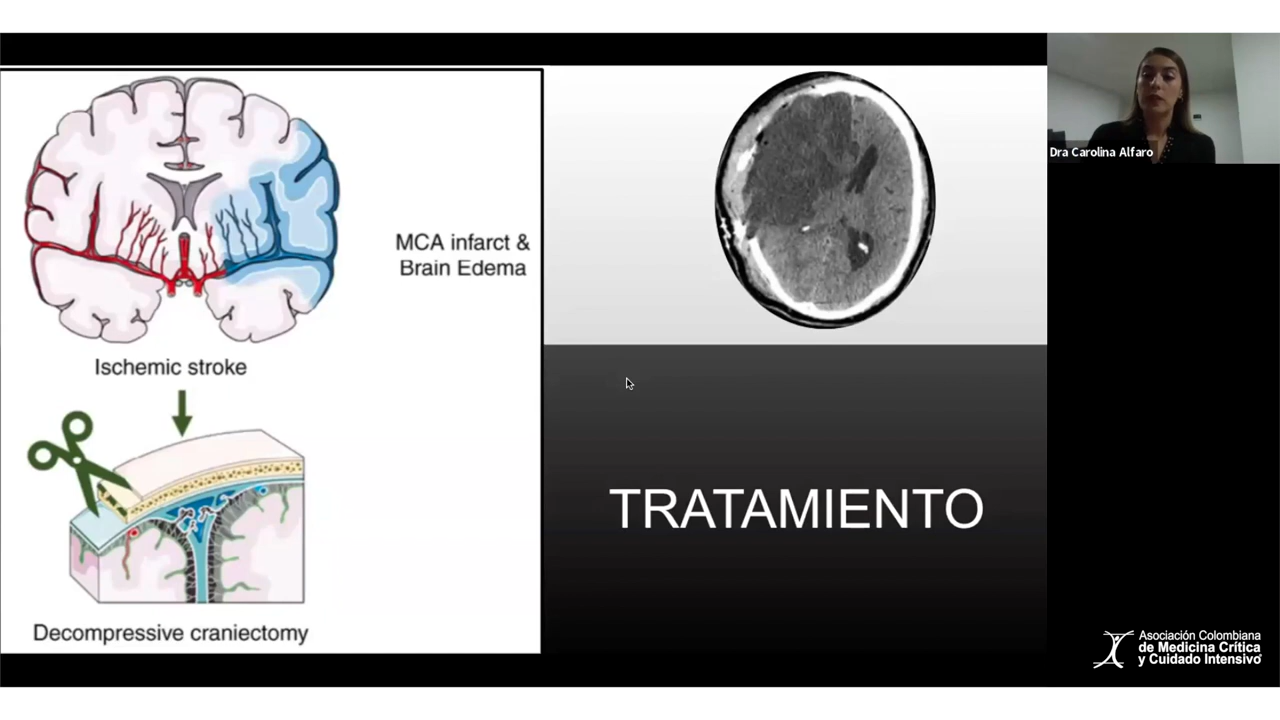 MCA infarct &
Brain Edema
Ischemic stroke
Decompressive craniectomy
TRATAMIENTO
Dra Carolina Alfaro
Asociación Colombiana
de Medicina Crítica
y Cuidado Intensivo